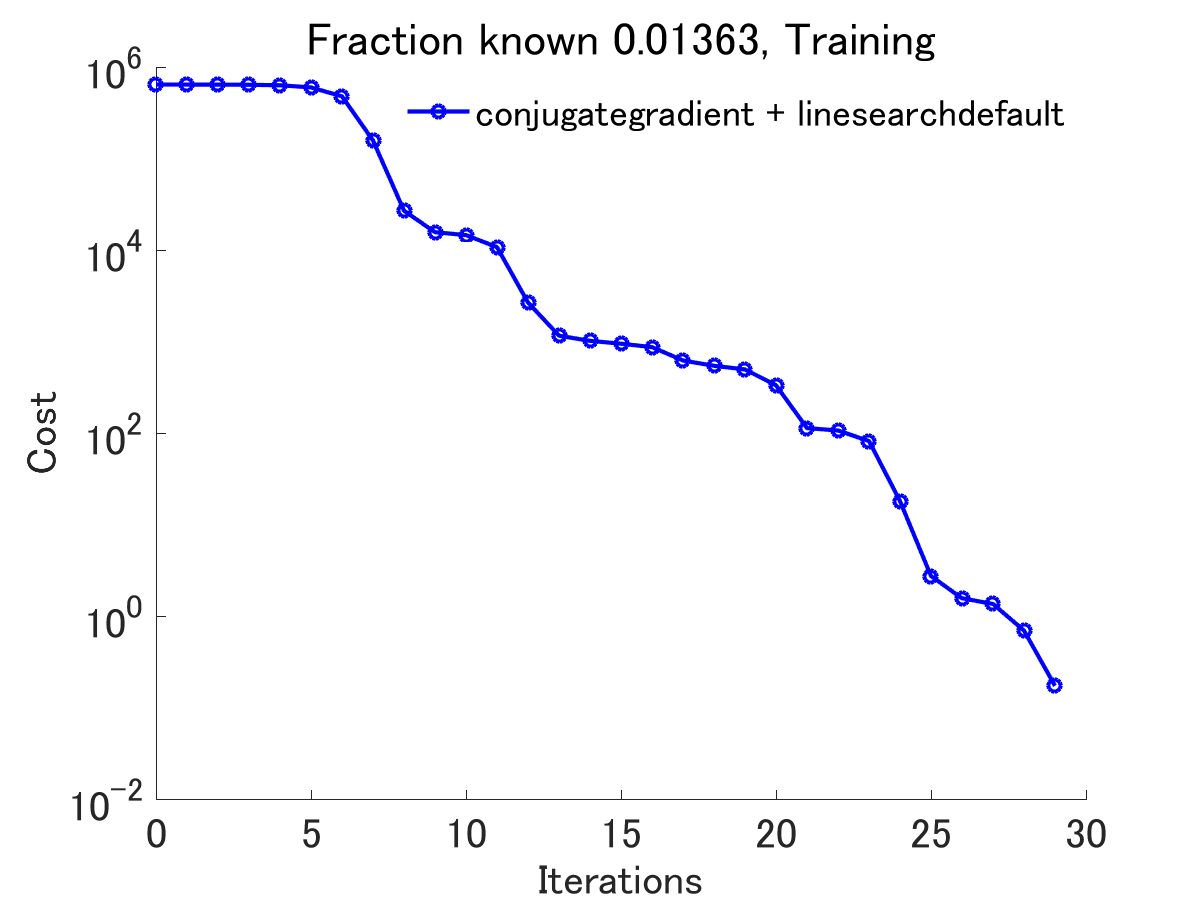 Fraction known 0.01363, Training
conjugategradient + linesearchdefault
10^6
10^4
10^2
10^0
10^-2
Cost
0 5 10 15 20 25 30
Iterations